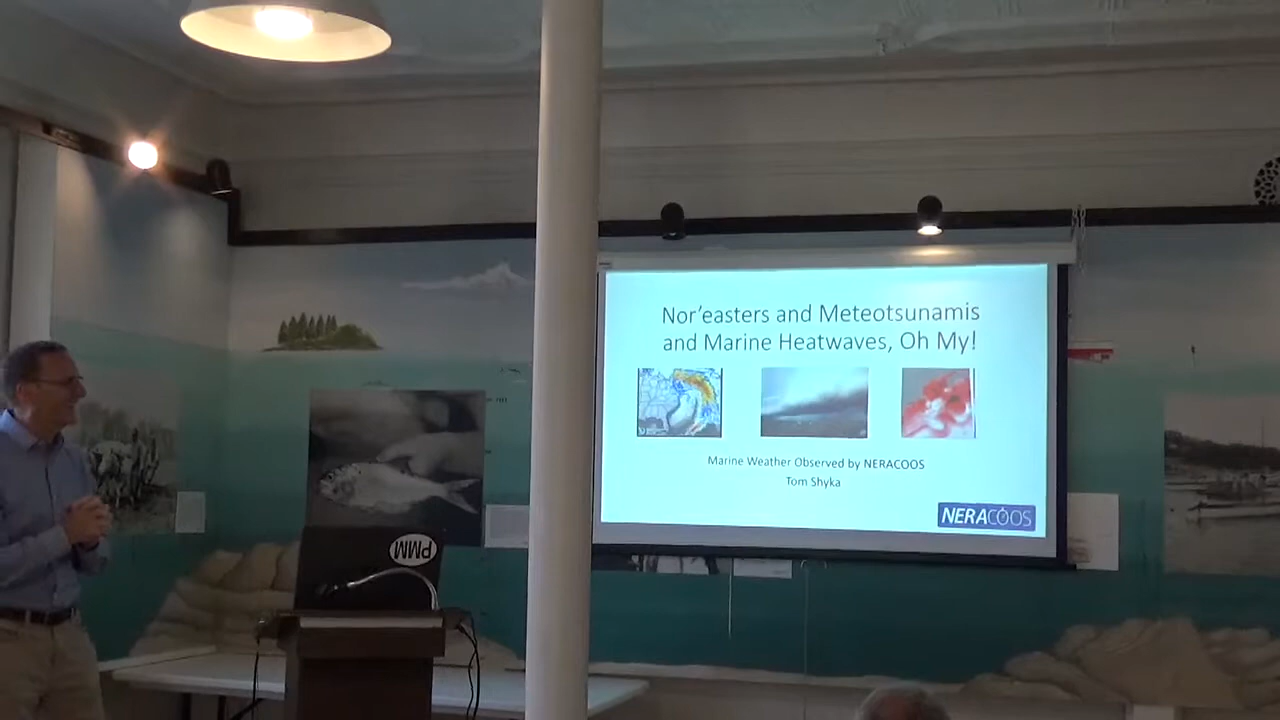 Nor'easters and Meteotsunamis
and Marine Heatwaves, Oh My!
Marine Weather Observed by NERACOOS
Tom Shyka
NERACOOS
PMM